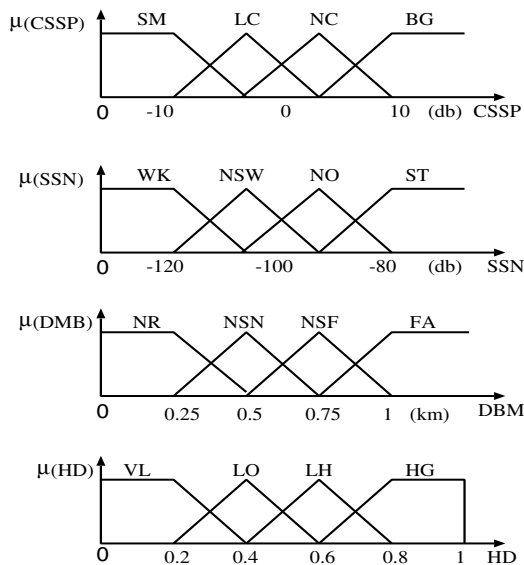 μ(CSSP) SM LC NC BG
0 -10 0 10 (db) CSSP
μ(SSN) WK NSW NO ST
0 -120 -100 -80 (db) SSN
μ(DMB) NR NSN NSF FA
0 0.25 0.5 0.75 1 (km) DBM
μ(HD) VL LO LH HG
0 0.2 0.4 0.6 0.8 1 HD